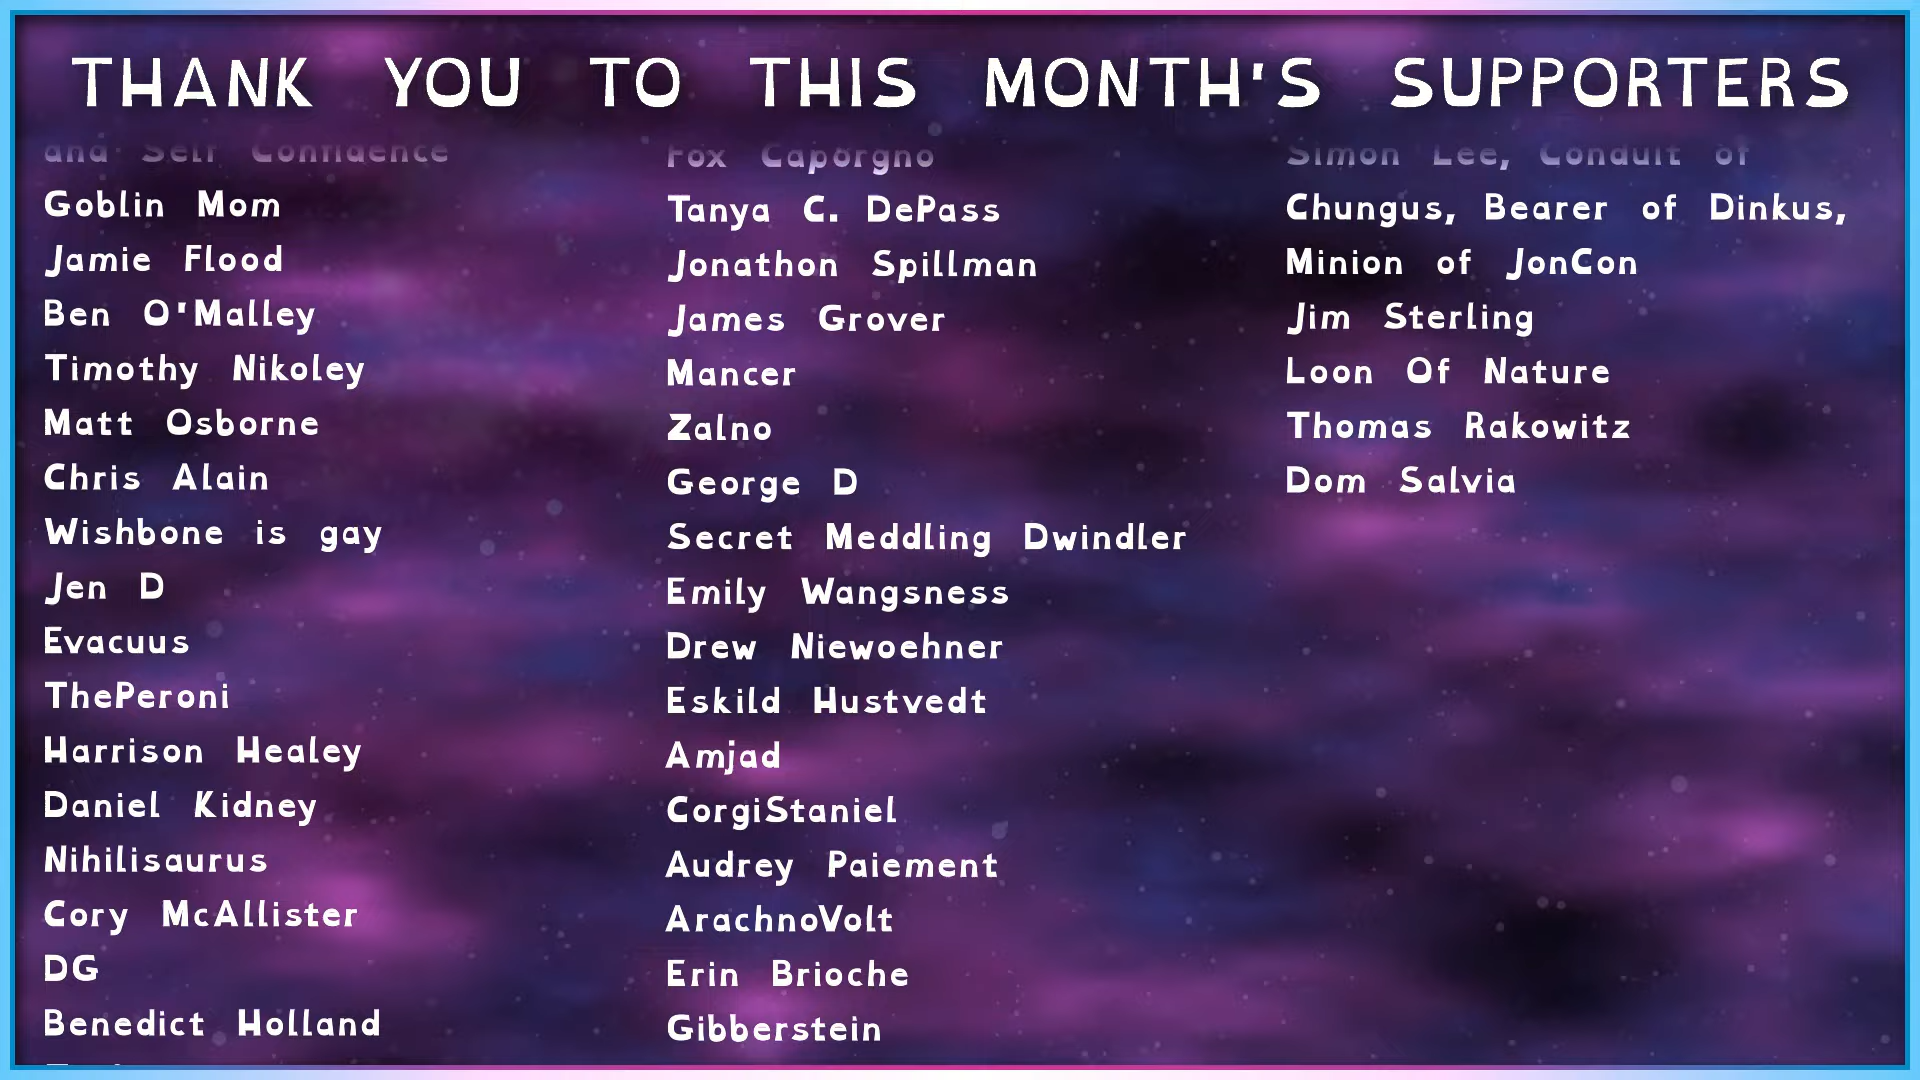 THANK YOU TO THIS MONTH'S SUPPORTERS
and Self Confidence
Goblin Mom
Jamie Flood
Ben O'Malley
Timothy Nikoley
Matt Osborne
Chris Alain
Wishbone is gay
Jen D
Evacuus
ThePeroni
Harrison Healey
Daniel Kidney
Nihilisaurus
Cory McAllister
DG
Benedict Holland
Fox Caporgno
Tanya C. DePass
Jonathon Spillman
James Grover
Mancer
Zalno
George D
Secret Meddling Dwindler
Emily Wangsness
Drew Niewoehner
Eskild Hustvedt
Amjad
CorgiStaniel
Audrey Paiement
ArachnoVolt
Erin Brioche
Gibberstein
Simon Lee, Conduit of
Chungus, Bearer of Dinkus,
Minion of JonCon
Jim Sterling
Loon Of Nature
Thomas Rakowitz
Dom Salvia